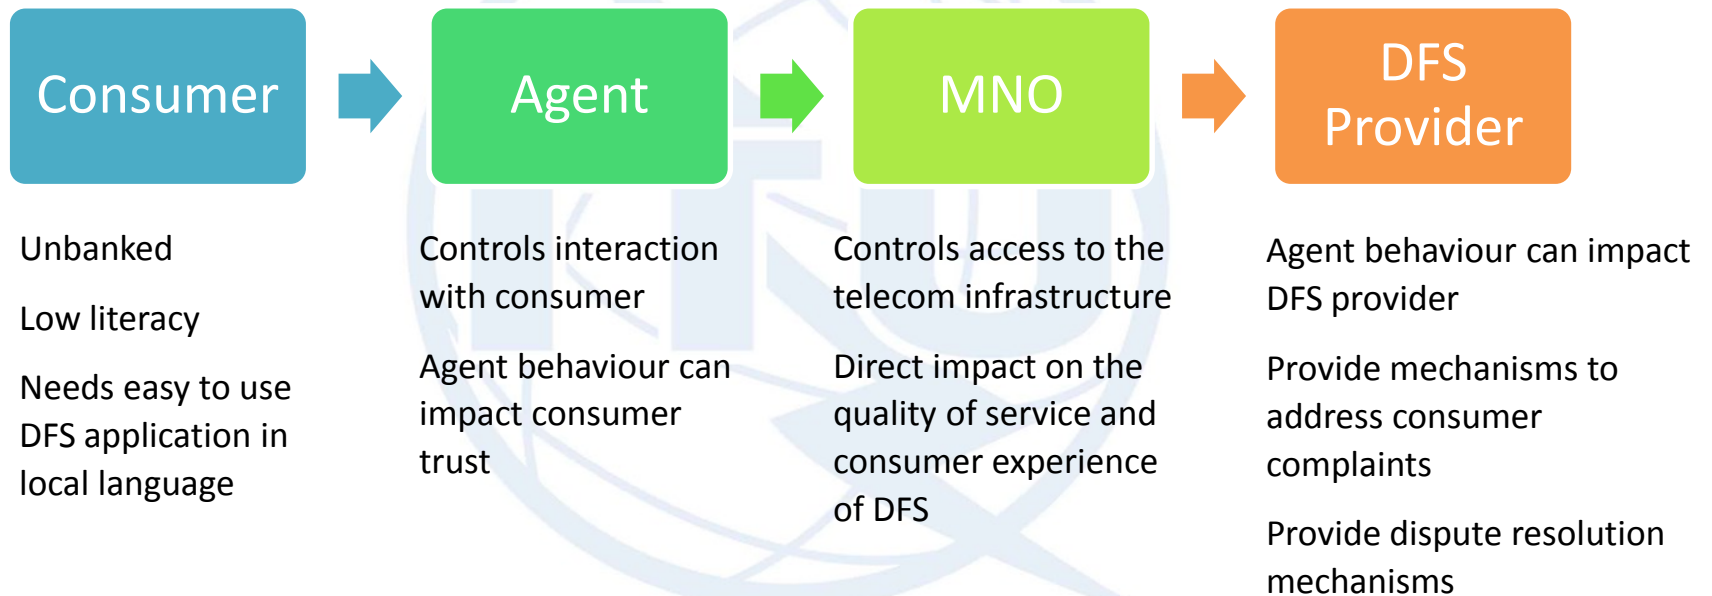 Consumer
Agent
MNO
DFS
Provider
Unbanked
Low literacy
Needs easy to use
DFS application in
local language
Controls interaction
with consumer
Agent behaviour can
impact consumer
trust
Controls access to the
telecom infrastructure
Direct impact on the
quality of service and
consumer experience
of DFS
Agent behaviour can impact
DFS provider
Provide mechanisms to
address consumer
complaints
Provide dispute resolution
mechanisms
ITU